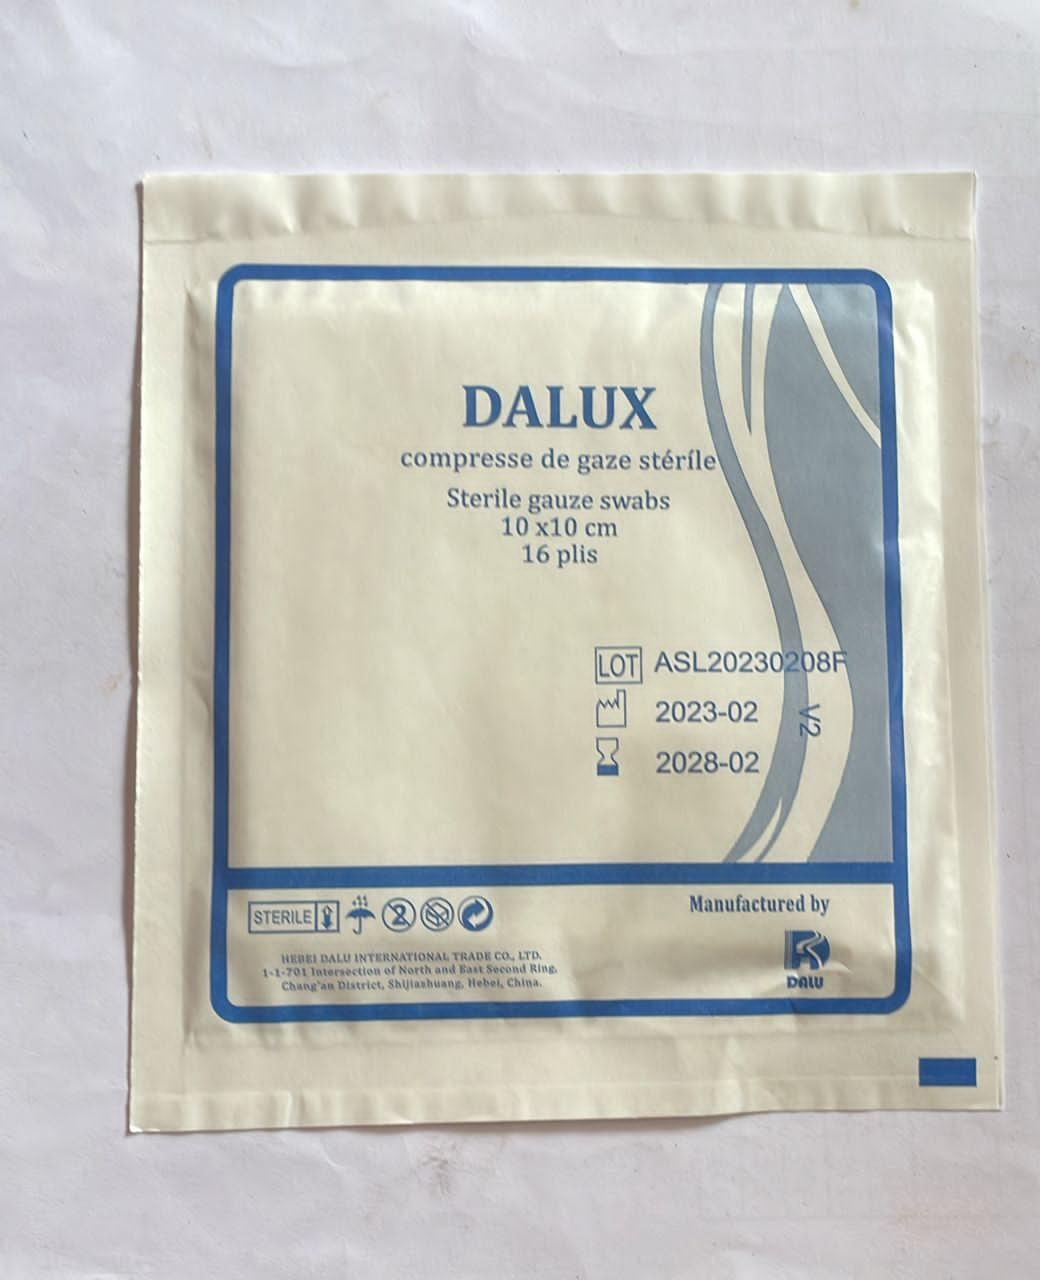 DALUX
compresse de gaze stéríle
Sterile gauze swabs
10 x10 cm
16 plis
LOT ASL20230208F
2023-02
V2
2028-02
STERILE
2
Manufactured by
HEBEI DALU INTERNATIONAL TRADE CO., LTD.
1-1-701 Intersection of North and East Second Ring,
Chang'an District, Shijiazhuang, Hebei, China.
DALU